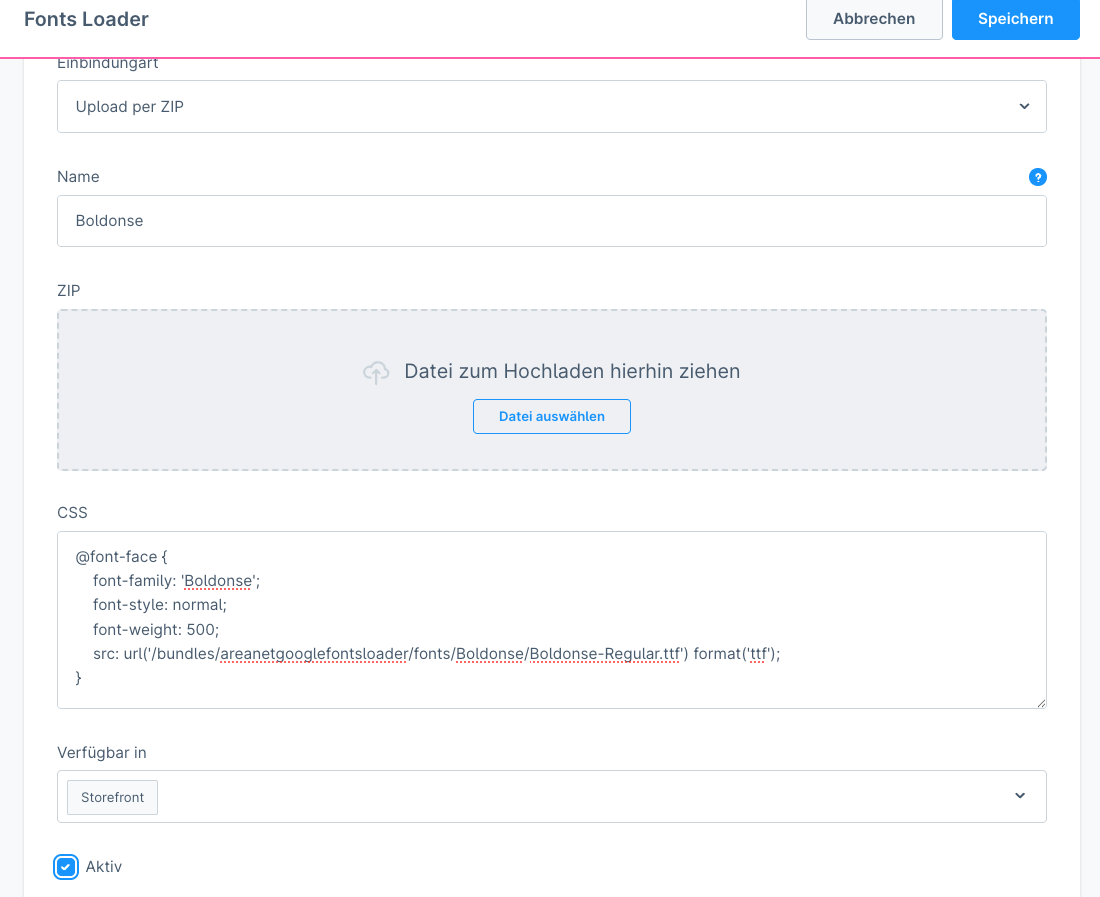 Fonts Loader
Abbrechen
Speichern
Einbindungart
Upload per ZIP
Name
?
Boldonse
ZIP
Datei zum Hochladen hierhin ziehen
Datei auswählen
CSS
@font-face {
    font-family: 'Boldonse';
    font-style: normal;
    font-weight: 500;
    src: url('/bundles/areanetgooglefontsloader/fonts/Boldonse/Boldonse-Regular.ttf') format('ttf');
}
Verfügbar in
Storefront
Aktiv